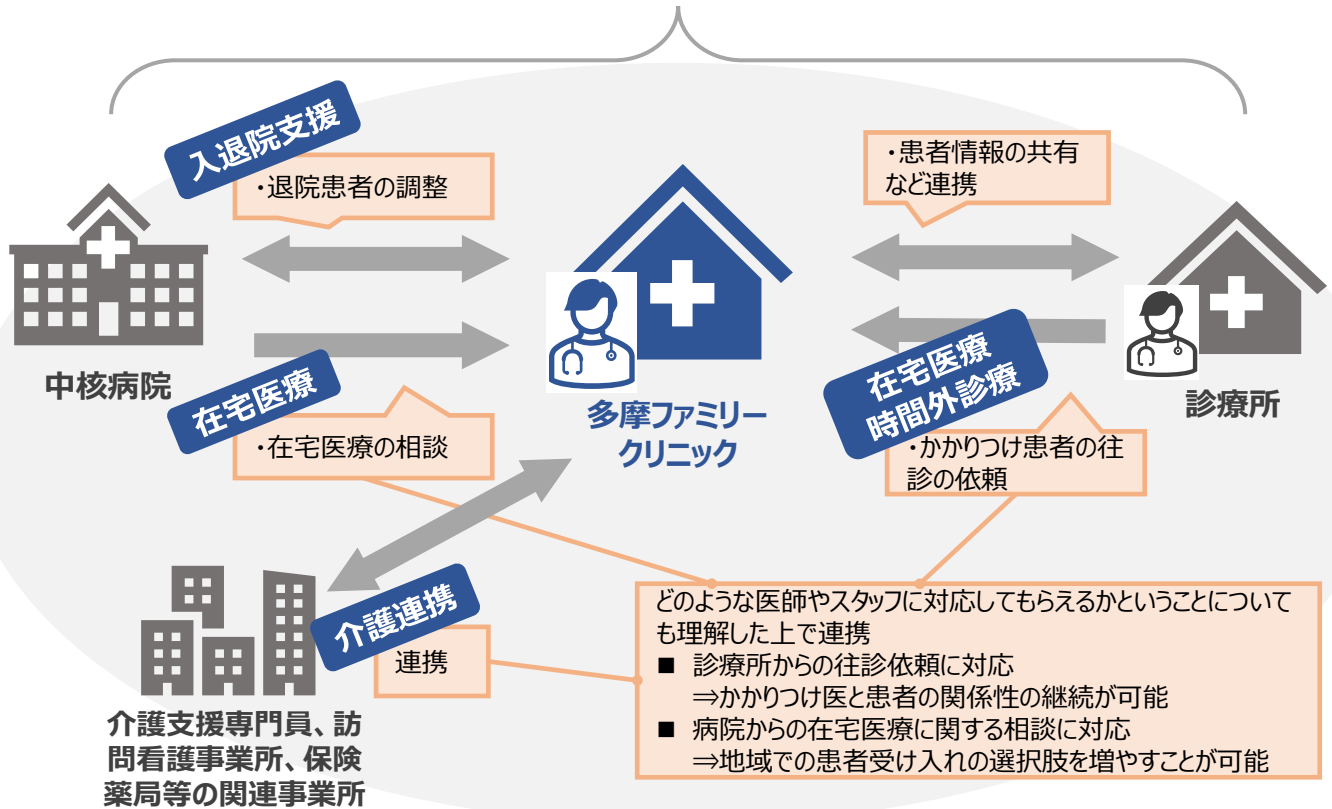 入退院支援
・退院患者の調整
・患者情報の共有
など連携
中核病院
在宅医療
・在宅医療の相談
多摩ファミリー
クリニック
在宅医療
時間外診療
・かかりつけ患者の往
診の依頼
診療所
介護連携
連携
介護支援専門員、訪
問看護事業所、保険
薬局等の関連事業所
どのような医師やスタッフに対応してもらえるかということについて
も理解した上で連携
■ 診療所からの往診依頼に対応
⇒かかりつけ医と患者の関係性の継続が可能
■ 病院からの在宅医療に関する相談に対応
⇒地域での患者受け入れの選択肢を増やすことが可能